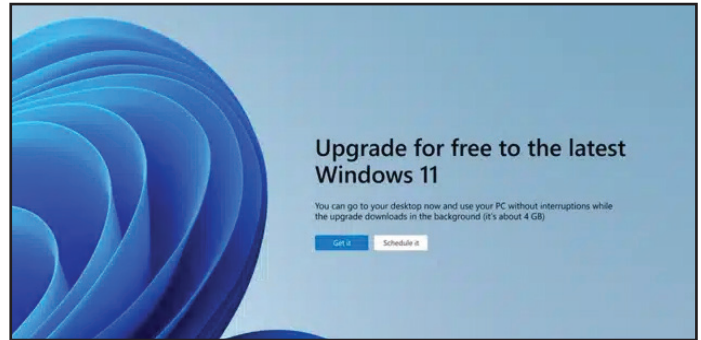 Upgrade for free to the latest
Windows 11
You can go to your desktop now and use your PC without interruptions while
the upgrade downloads in the background (it's about 4 GB)
Get it
Schedule it